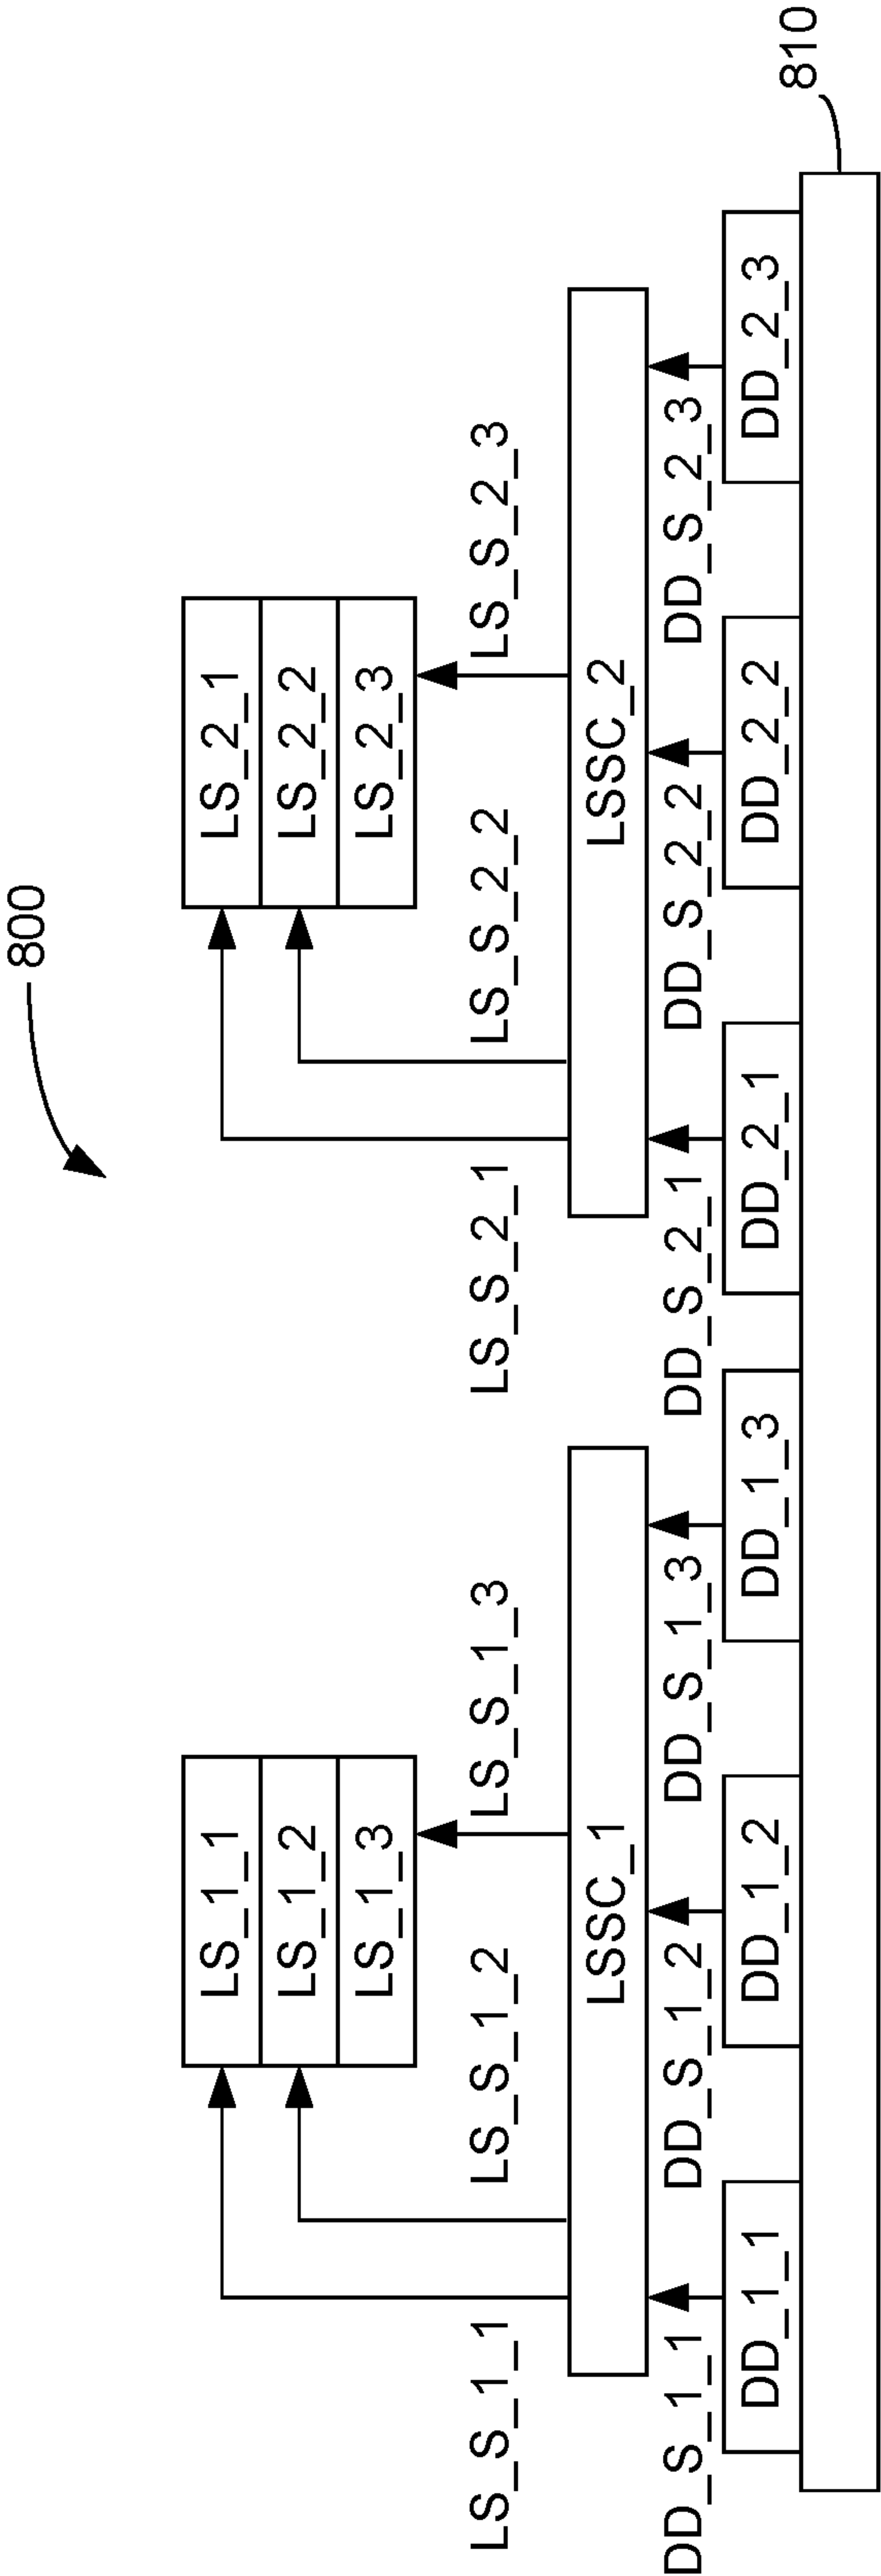 800
LS_1_1
LS_1_2
LS_1_3
LS_2_1
LS_2_2
LS_2_3
LS_S_1_1
LS_S_1_2
LS_S_1_3
LS_S_2_1
LS_S_2_2
LS_S_2_3
LSSC_1
LSSC_2
DD_S_1_1
DD_S_1_2
DD_S_1_3
DD_S_2_1
DD_S_2_2
DD_S_2_3
DD_1_1
DD_1_2
DD_1_3
DD_2_1
DD_2_2
DD_2_3
810